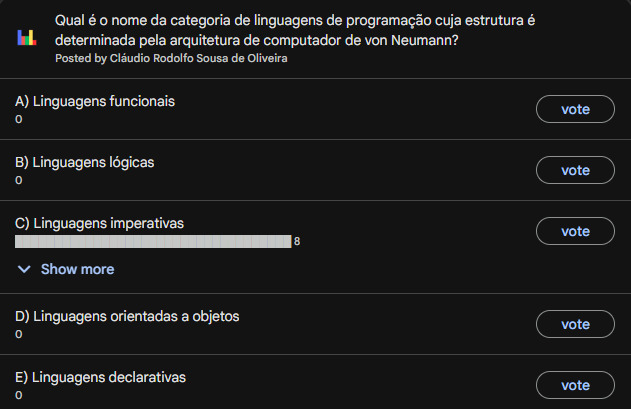 Qual é o nome da categoria de linguagens de programação cuja estrutura é
determinada pela arquitetura de computador de von Neumann?
Posted by Cláudio Rodolfo Sousa de Oliveira
A) Linguagens funcionais
0
vote
B) Linguagens lógicas
0
vote
C) Linguagens imperativas
8
vote
Show more
D) Linguagens orientadas a objetos
0
vote
E) Linguagens declarativas
0
vote